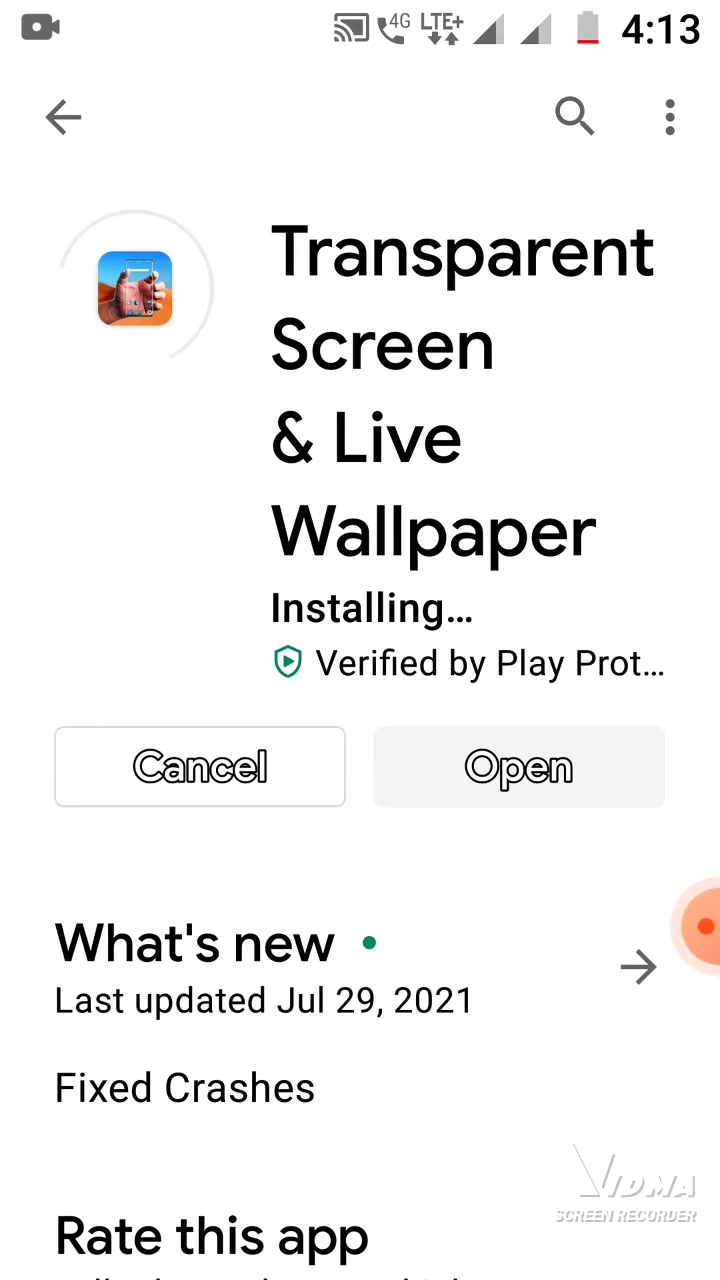 4G LTE+ 4:13
Transparent
Screen
& Live
Wallpaper
Installing...
Verified by Play Prot...
Cancel Open
What's new
Last updated Jul 29, 2021
Fixed Crashes
VIDMA
SCREEN RECORDER
Rate this app